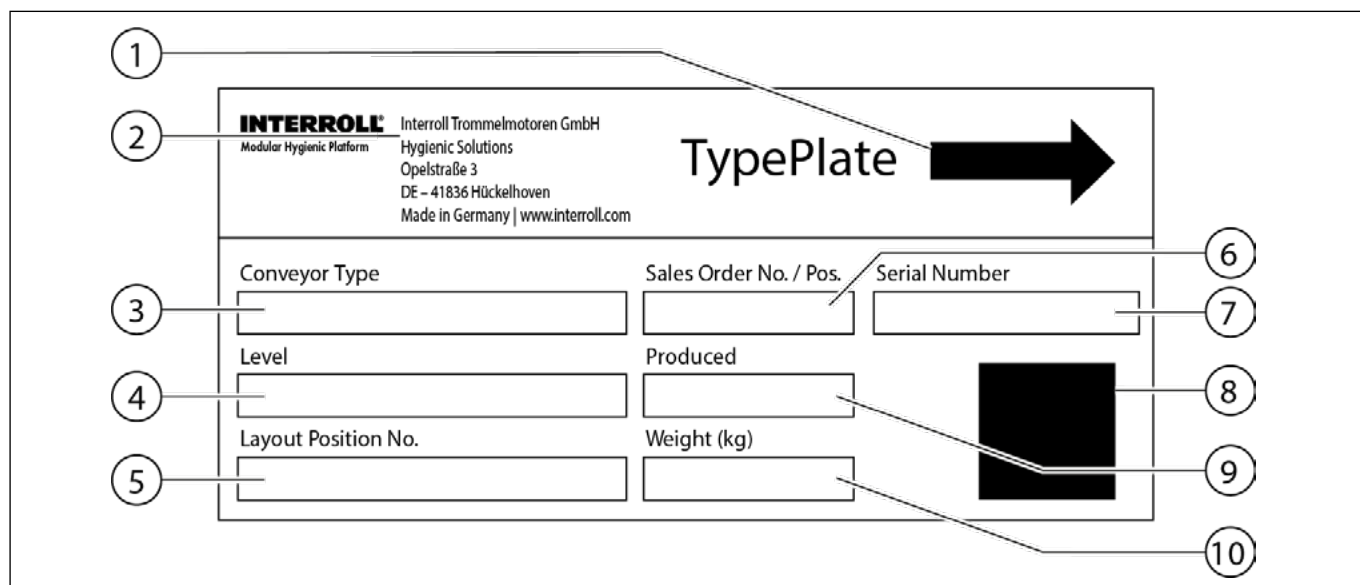 1
2
INTERROLL®
Modular Hygienic Platform
Interroll Trommelmotoren GmbH
Hygienic Solutions
Opelstraße 3
DE – 41836 Hückelhoven
Made in Germany | www.interroll.com
TypePlate
Conveyor Type
Sales Order No. / Pos.
Serial Number
6
3
7
Level
Produced
4
8
Layout Position No.
Weight (kg)
5
9
10